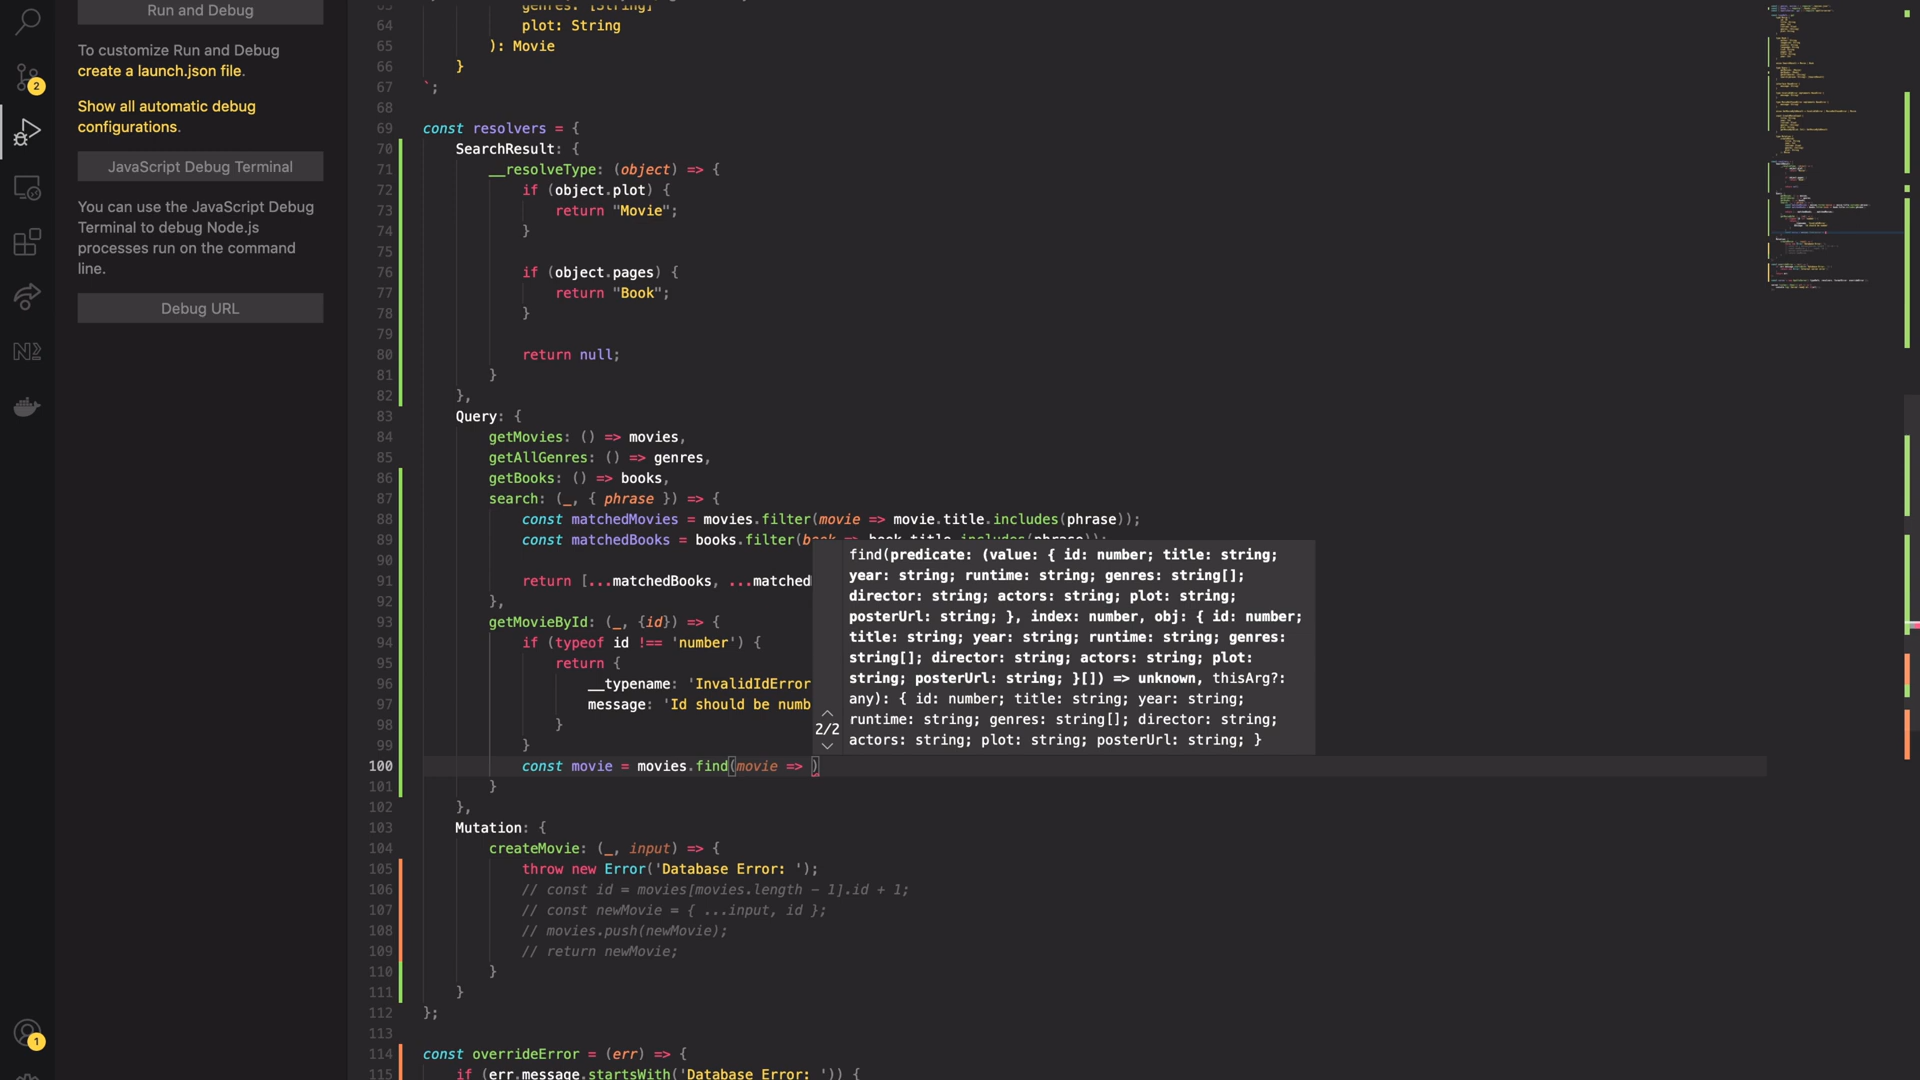 Run and Debug
To customize Run and Debug
create a launch.json file.
Show all automatic debug
configurations.
JavaScript Debug Terminal
You can use the JavaScript Debug
Terminal to debug Node.js
processes run on the command
line.
Debug URL
2
1
63 genres: [String]
64 plot: String
65 ): Movie
66 }
67 `;
68
69 const resolvers = {
70 SearchResult: {
71 __resolveType: (object) => {
72 if (object.plot) {
73 return "Movie";
74 }
75
76 if (object.pages) {
77 return "Book";
78 }
79
80 return null;
81 }
82 },
83 Query: {
84 getMovies: () => movies,
85 getAllGenres: () => genres,
86 getBooks: () => books,
87 search: (_, { phrase }) => {
88 const matchedMovies = movies.filter(movie => movie.title.includes(phrase));
89 const matchedBooks = books.filter(book => book.title.includes(phrase));
90
91 return [...matchedBooks, ...matched
92 },
93 getMovieById: (_, {id}) => {
94 if (typeof id !== 'number') {
95 return {
96 __typename: 'InvalidIdError
97 message: 'Id should be numb
98 }
99 }
100 const movie = movies.find(movie => )
101 }
102 },
103 Mutation: {
104 createMovie: (_, input) => {
105 throw new Error('Database Error: ');
106 // const id = movies[movies.length - 1].id + 1;
107 // const newMovie = { ...input, id };
108 // movies.push(newMovie);
109 // return newMovie;
110 }
111 }
112 };
113
114 const overrideError = (err) => {
115 if (err.message.startsWith('Database Error: ')) {
2/2
find(predicate: (value: { id: number; title: string;
year: string; runtime: string; genres: string[];
director: string; actors: string; plot: string;
posterUrl: string; }, index: number, obj: { id: number;
title: string; year: string; runtime: string; genres:
string[]; director: string; actors: string; plot:
string; posterUrl: string; }[]) => unknown, thisArg?:
any): { id: number; title: string; year: string;
runtime: string; genres: string[]; director: string;
actors: string; plot: string; posterUrl: string; }